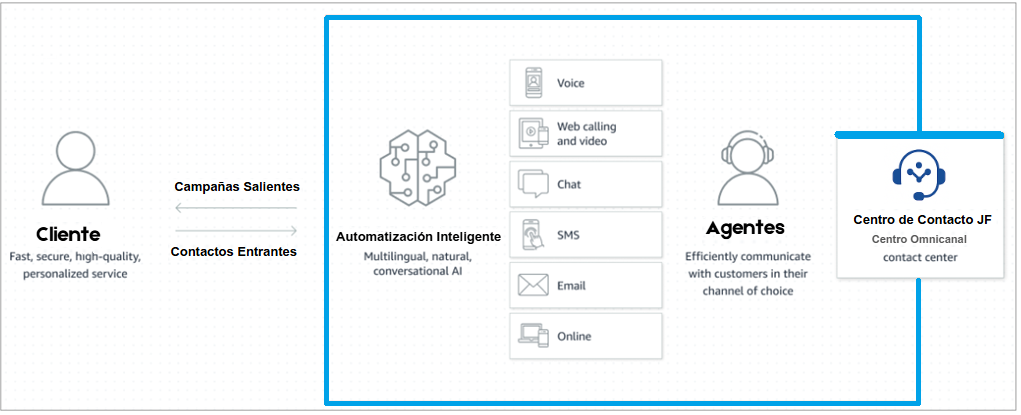 Cliente
Fast, secure, high-quality,
personalized service
Campañas Salientes
Contactos Entrantes
Automatización Inteligente
Multilingual, natural,
conversational AI
Voice
Web calling
and video
Chat
SMS
Email
Online
Agentes
Efficiently communicate
with customers in their
channel of choice
Centro de Contacto JF
Centro Omnicanal
contact center